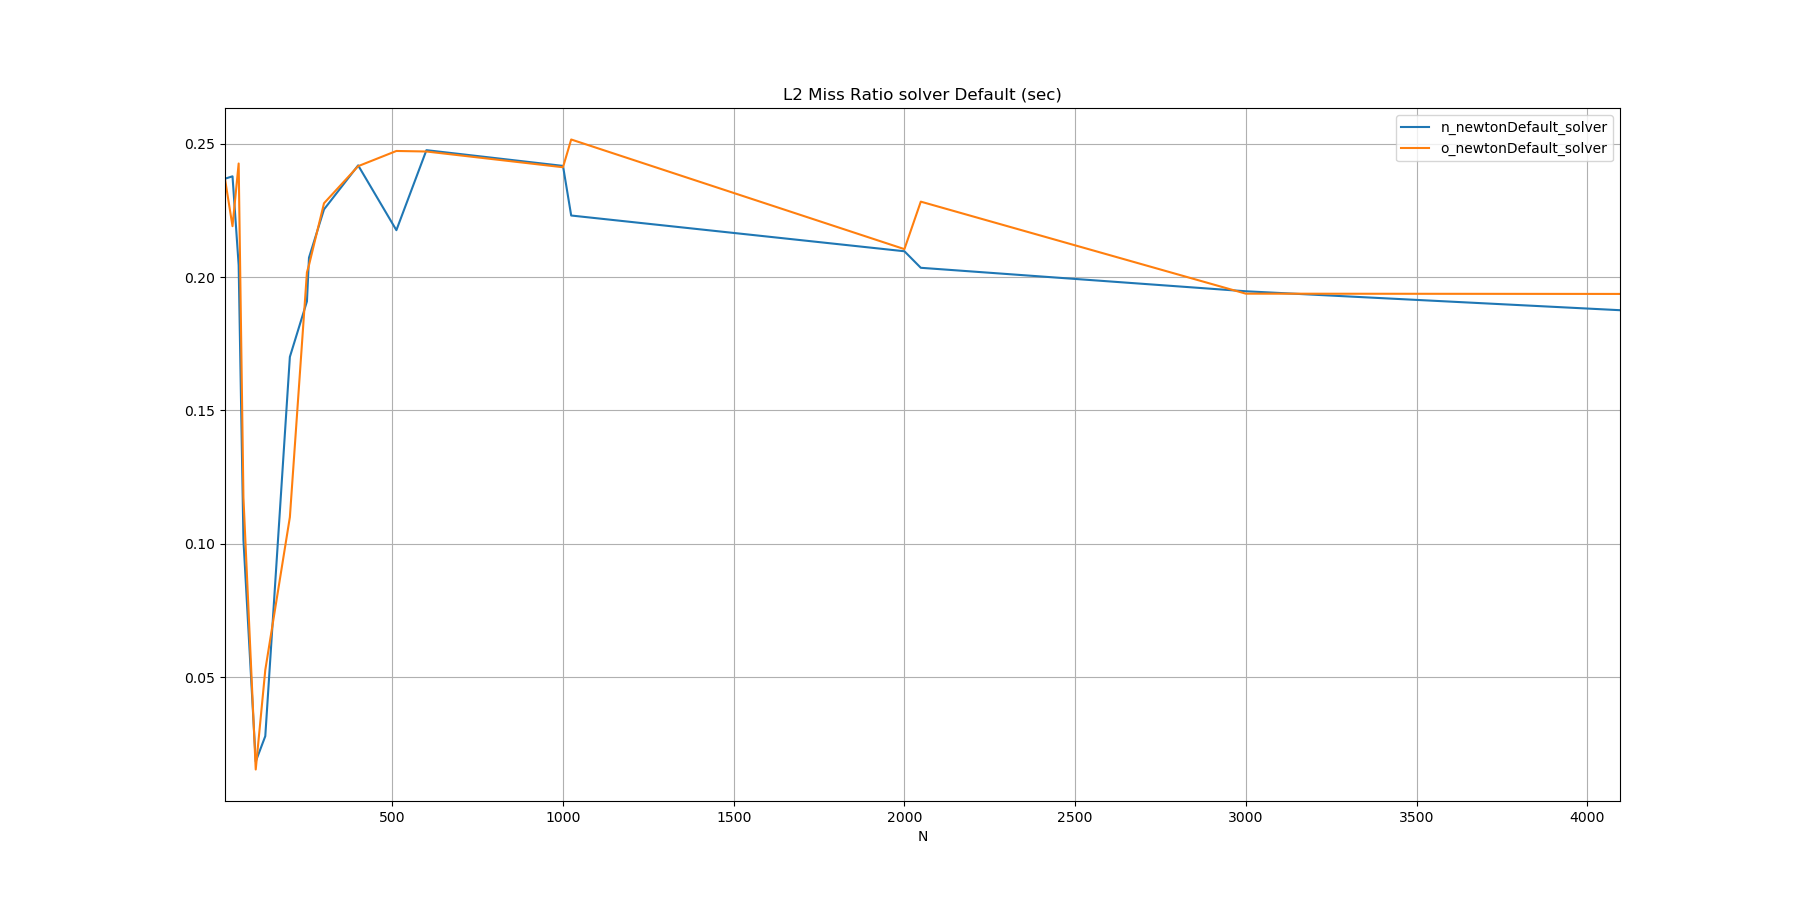 L2 Miss Ratio solver Default (sec)
n_newtonDefault_solver
o_newtonDefault_solver
0.25
0.20
0.15
0.10
0.05
500 1000 1500 2000 2500 3000 3500 4000
N